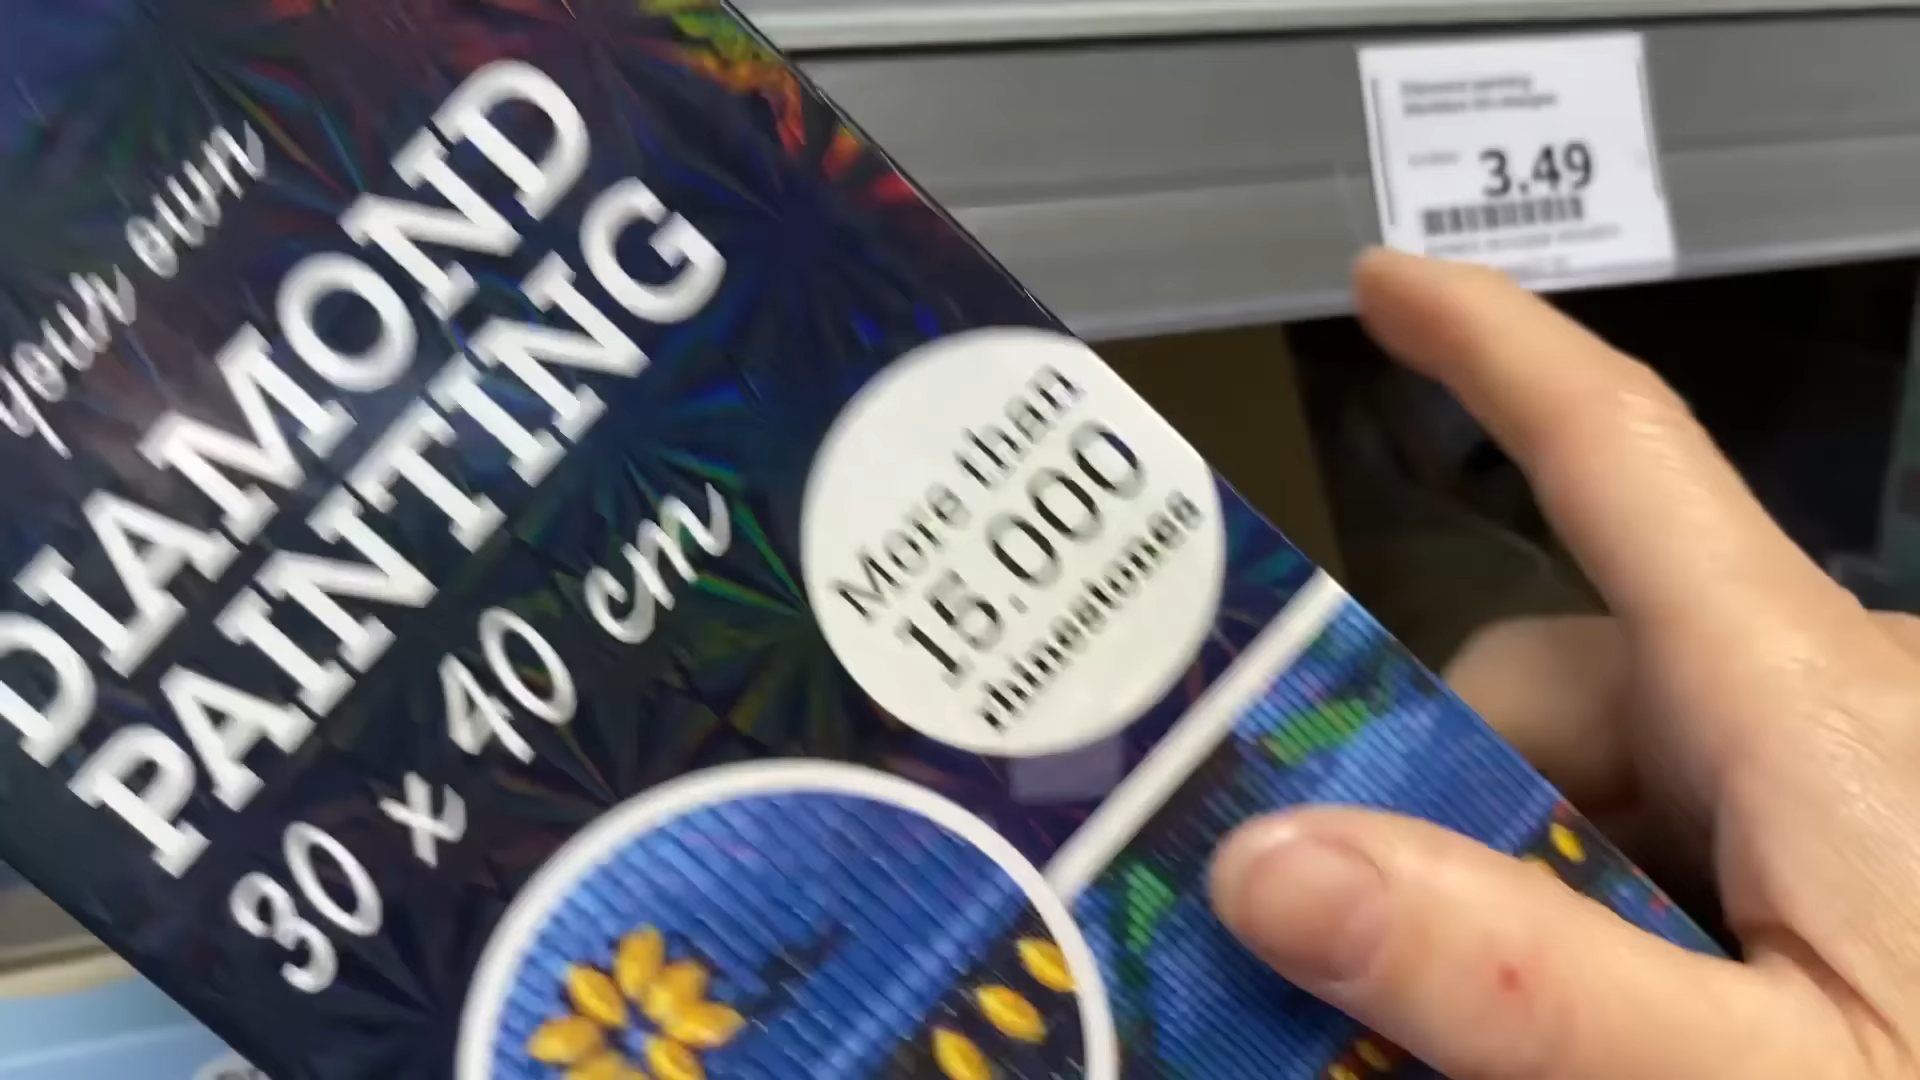 your own
DIAMOND
PAINTING
30 x 40 cm
More than
15.000
rhinestones
3.49